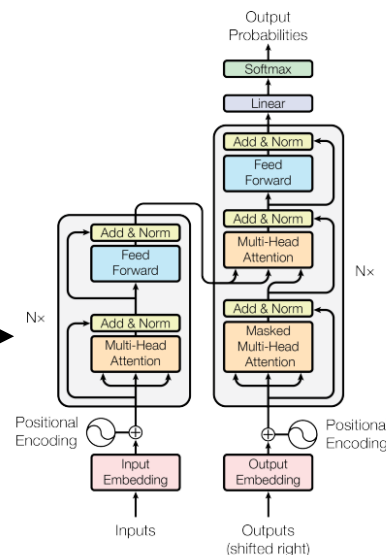 Output
Probabilities
Softmax
Linear
Add & Norm
Feed
Forward
Add & Norm
Multi-Head
Attention
Add & Norm
Masked
Multi-Head
Attention
N×
Add & Norm
Feed
Forward
N×
Add & Norm
Multi-Head
Attention
Positional
Encoding
Positiona
Encoding
Input
Embedding
Output
Embedding
Inputs
Outputs
(shifted right)